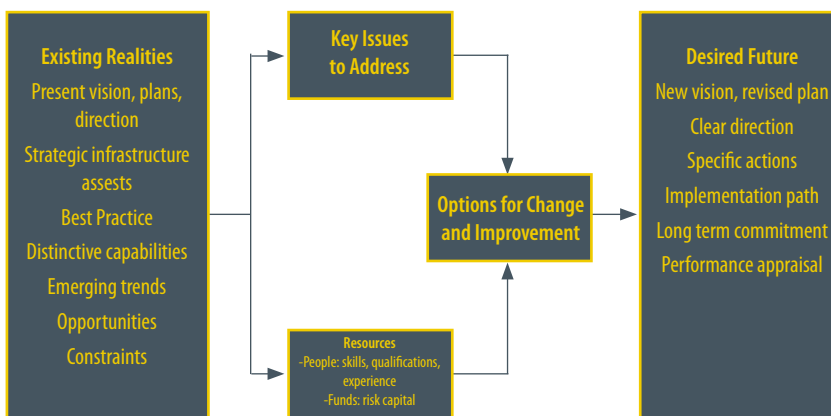 Existing Realities
Present vision, plans,
direction
Strategic infrastructure
assests
Best Practice
Distinctive capabilities
Emerging trends
Opportunities
Constraints
Key Issues
to Address
Resources
-People: skills, qualifications,
experience
-Funds: risk capital
Options for Change
and Improvement
Desired Future
New vision, revised plan
Clear direction
Specific actions
Implementation path
Long term commitment
Performance appraisal